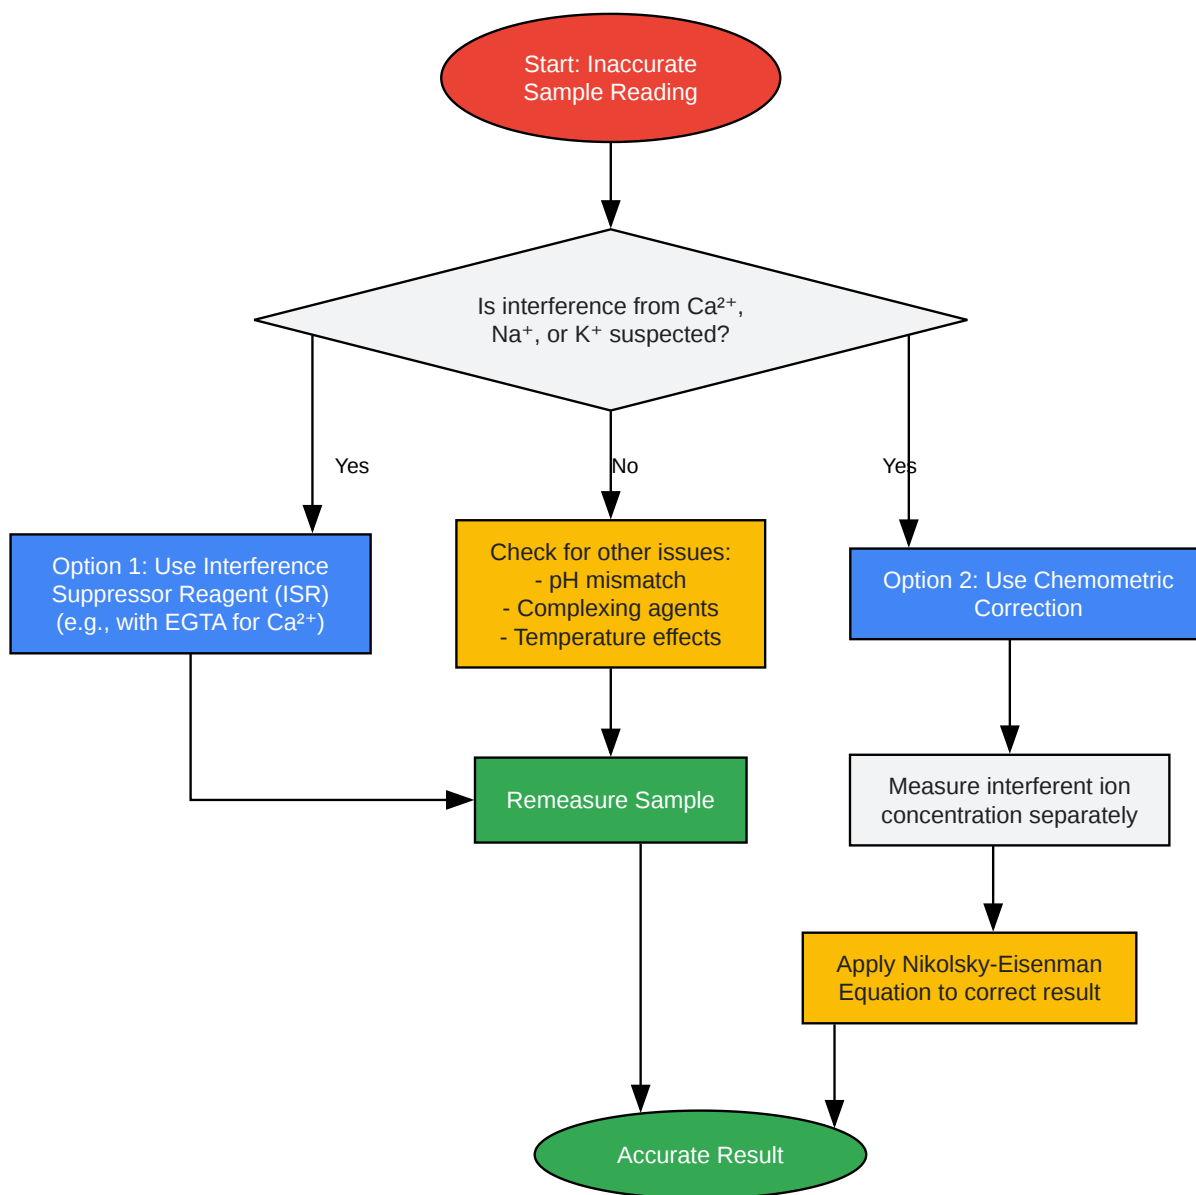 Start: Inaccurate
Sample Reading
Is interference from Ca²⁺,
Na⁺, or K⁺ suspected?
Yes
No
Yes
Option 1: Use Interference
Suppressor Reagent (ISR)
(e.g., with EGTA for Ca²⁺)
Check for other issues:
- pH mismatch
- Complexing agents
- Temperature effects
Option 2: Use Chemometric
Correction
Remeasure Sample
Measure interferent ion
concentration separately
Apply Nikolsky-Eisenman
Equation to correct result
Accurate Result